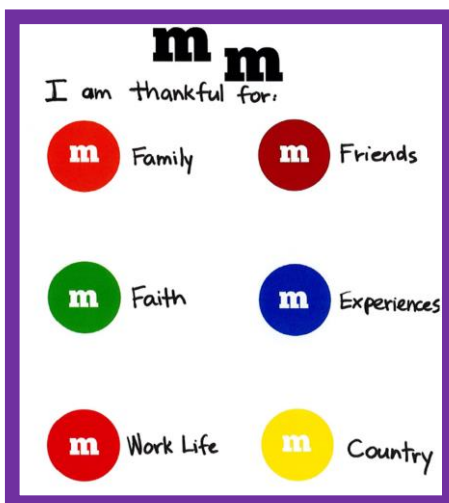 m m
I am thankful for:
m Family
m Friends
m Faith
m Experiences
m Work Life
m Country